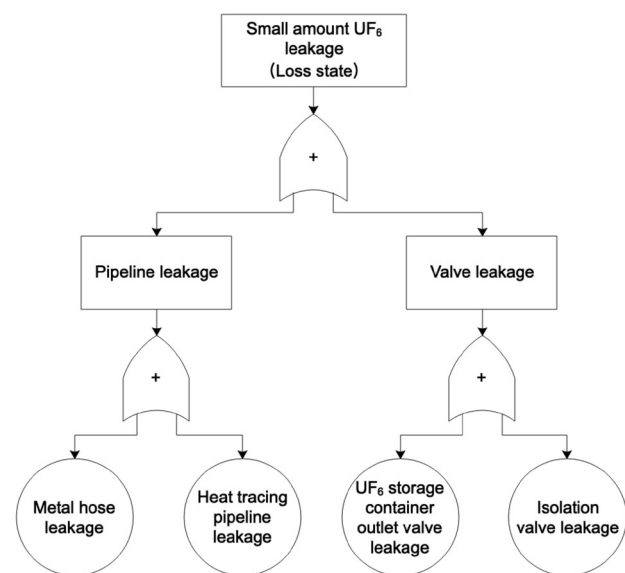 Small amount UF₆
leakage
(Loss state)
+
Pipeline leakage
Valve leakage
+
+
Metal hose
leakage
Heat tracing
pipeline
leakage
UF₆ storage
container
outlet valve
leakage
Isolation
valve leakage